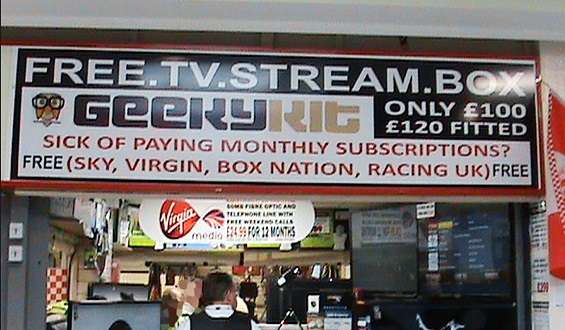 FREE.TV.STREAM.BOX
GEEKYKIT
ONLY £100
£120 FITTED
SICK OF PAYING MONTHLY SUBSCRIPTIONS?
FREE (SKY, VIRGIN, BOX NATION, RACING UK) FREE
Virgin
media
FIBRE OPTIC AND
TELEPHONE LINE WITH
FREE WEEKEND CALLS
£24.99 FOR 12 MONTHS